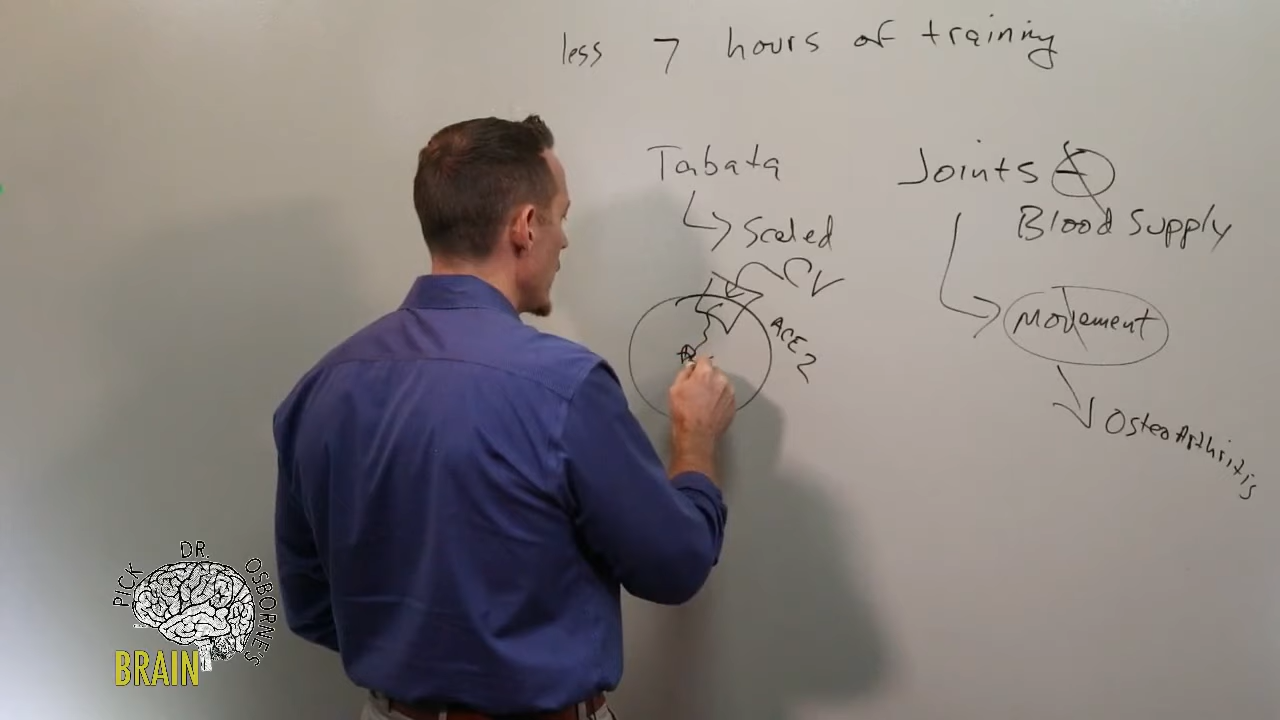 less 7 hours of training
Tabata
Scaled
CV
ACE2
Joints
Blood Supply
Movement
OsteoArthritis
PICK DR. OSBORNE'S
BRAIN